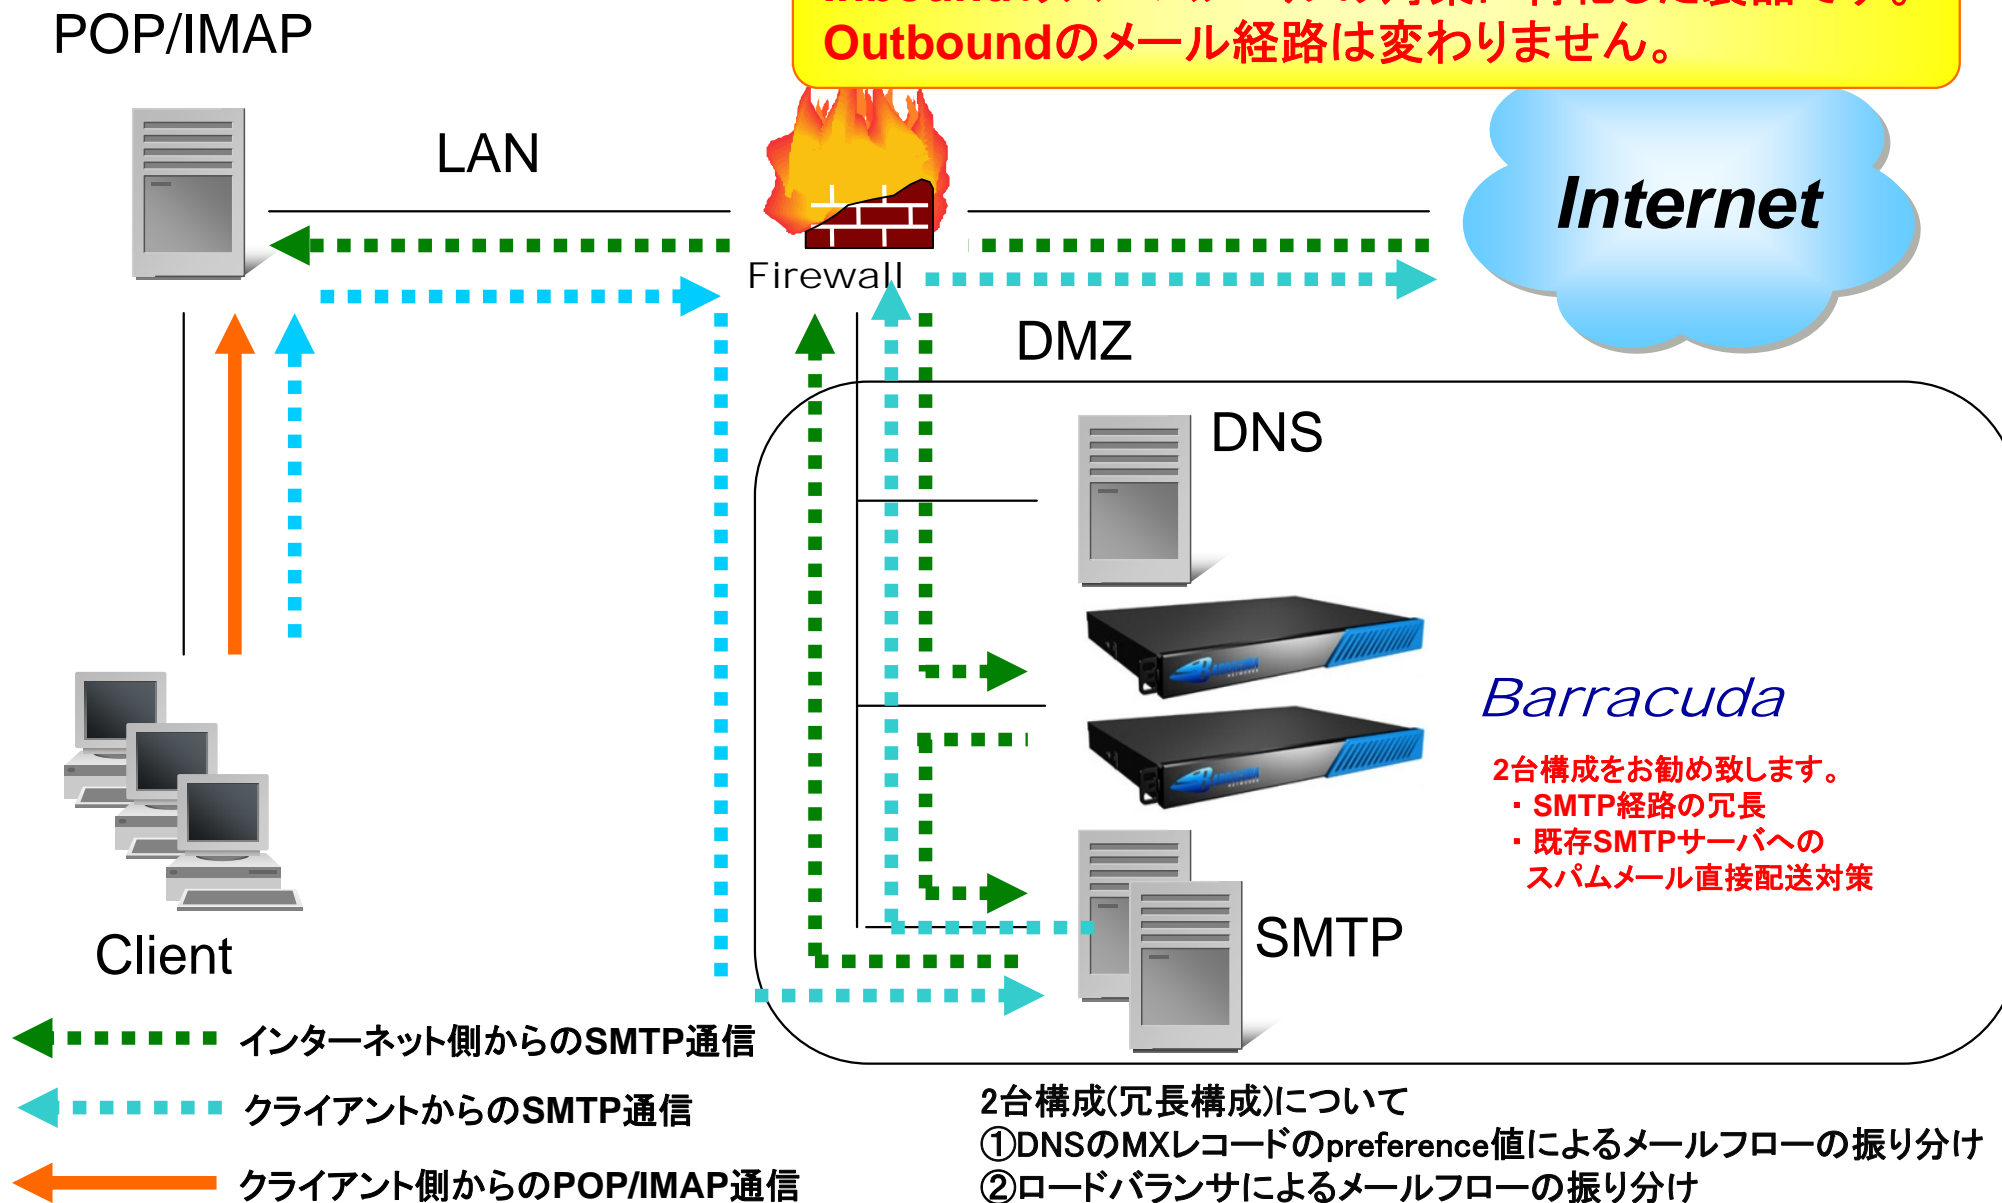 POP/IMAP
Outboundのメール経路は変わりません。
LAN
Internet
Firewall
DMZ
DNS
Barracuda
2台構成をお勧め致します。
・SMTP経路の冗長
・既存SMTPサーバへの
スパムメール直接配送対策
SMTP
Client
インターネット側からのSMTP通信
クライアントからのSMTP通信
クライアント側からのPOP/IMAP通信
2台構成(冗長構成)について
①DNSのMXレコードのpreference値によるメールフローの振り分け
②ロードバランサによるメールフローの振り分け